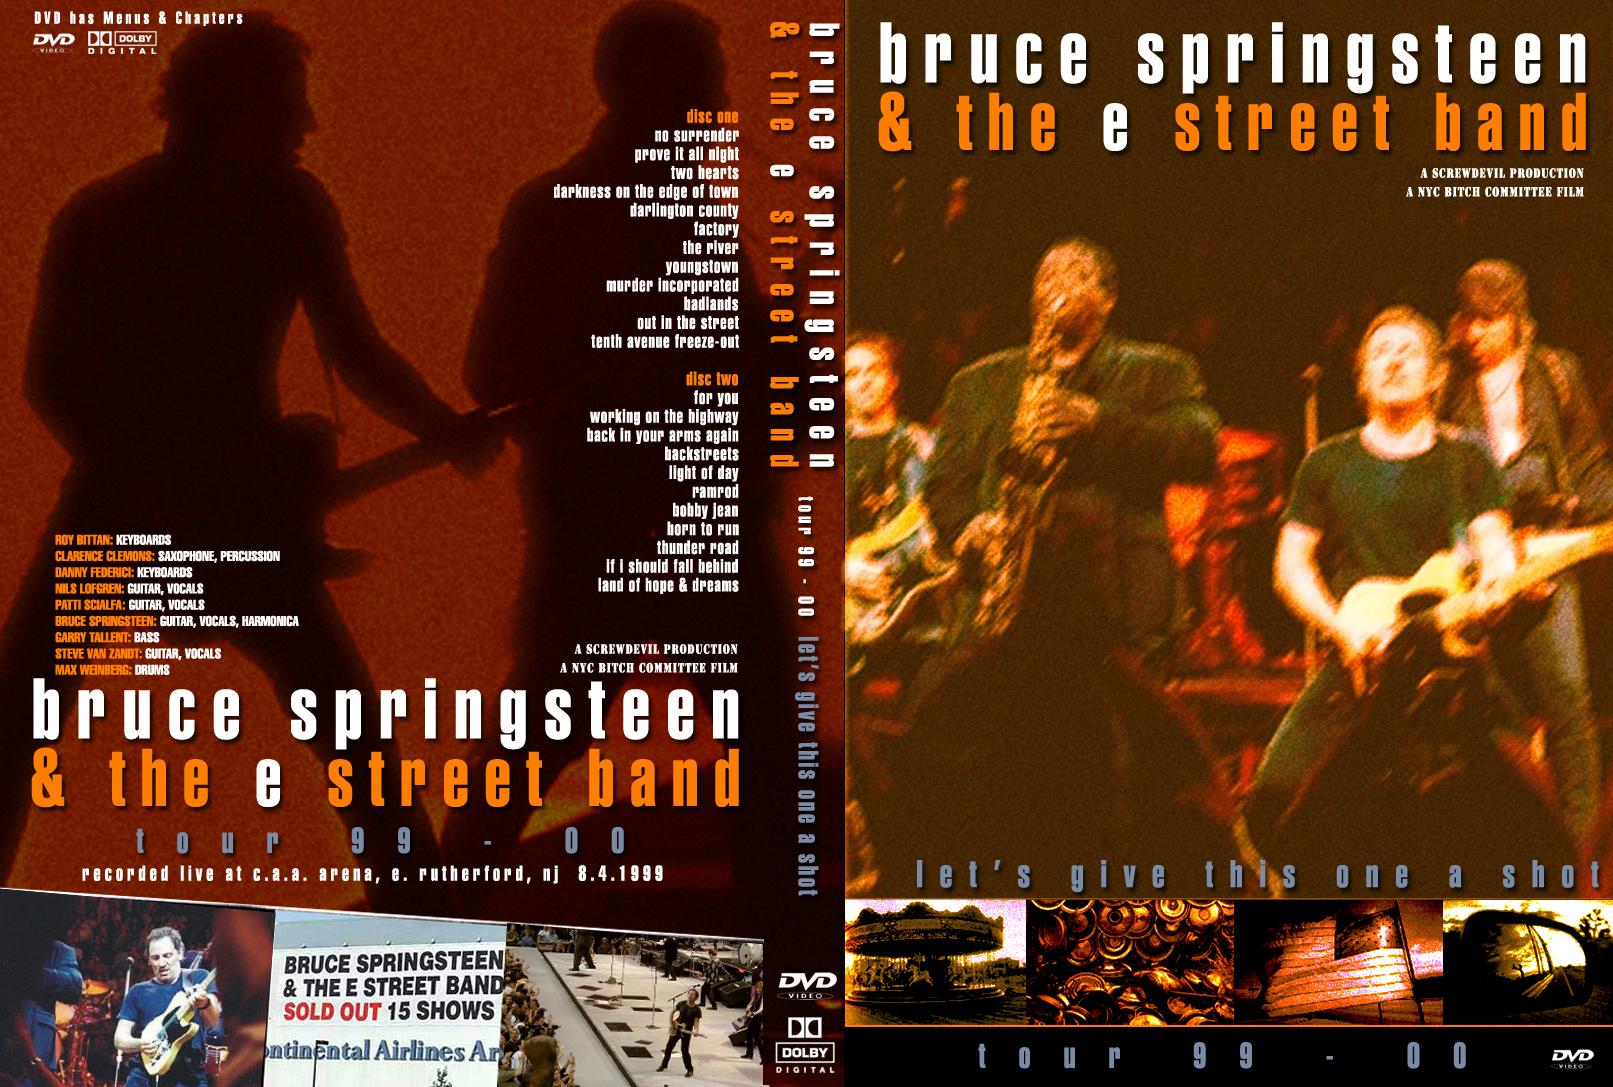 DVD has Menus & Chapters
DVD VIDEO
DOLBY DIGITAL
disc one
no surrender
prove it all night
two hearts
darkness on the edge of town
darlington county
factory
the river
youngstown
murder incorporated
badlands
out in the street
tenth avenue freeze-out
disc two
for you
working on the highway
back in your arms again
backstreets
light of day
ramrod
bobby jean
born to run
thunder road
if i should fall behind
land of hope & dreams
ROY BITTAN: KEYBOARDS
CLARENCE CLEMONS: SAXOPHONE, PERCUSSION
DANNY FEDERICI: KEYBOARDS
NILS LOFGREN: GUITAR, VOCALS
PATTI SCIALFA: GUITAR, VOCALS
BRUCE SPRINGSTEEN: GUITAR, VOCALS, HARMONICA
GARRY TALLENT: BASS
STEVE VAN ZANDT: GUITAR, VOCALS
MAX WEINBERG: DRUMS
A SCREWDEVIL PRODUCTION
A NYC BITCH COMMITTEE FILM
bruce springsteen
& the e street band
tour 99 - 00
recorded live at c.a.a. arena, e. rutherford, nj 8.4.1999
BRUCE SPRINGSTEEN
& THE E STREET BAND
SOLD OUT 15 SHOWS
ntinental Airlines Ar
bruce springsteen
& the e street band
tour 99 - 00
let's give this one a shot
DVD VIDEO
DOLBY
DIGITAL
bruce springsteen
& the e street band
A SCREWDEVIL PRODUCTION
A NYC BITCH COMMITTEE FILM
let's give this one a shot
tour 99 - 00
DVD